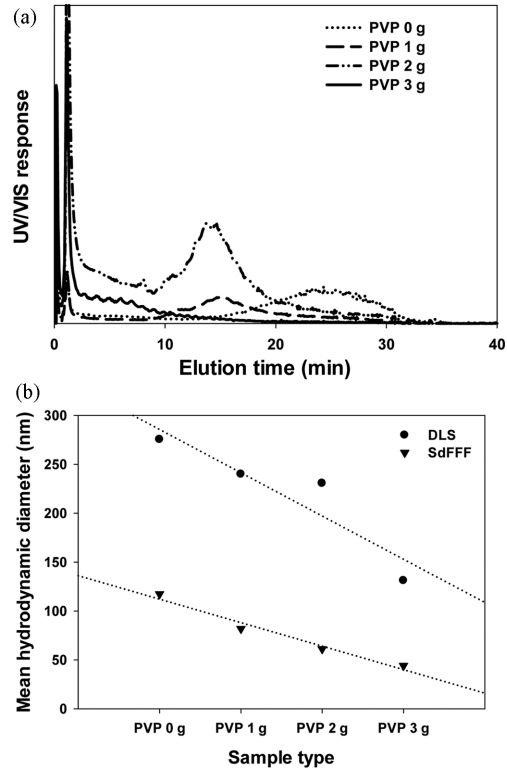 (a)
PVP 0 g
PVP 1 g
PVP 2 g
PVP 3 g
UV/VIS response
0 10 20 30 40
Elution time (min)
(b)
300
250
200
150
100
50
0
Mean hydrodynamic diameter (nm)
DLS
SdFFF
PVP 0 g PVP 1 g PVP 2 g PVP 3 g
Sample type